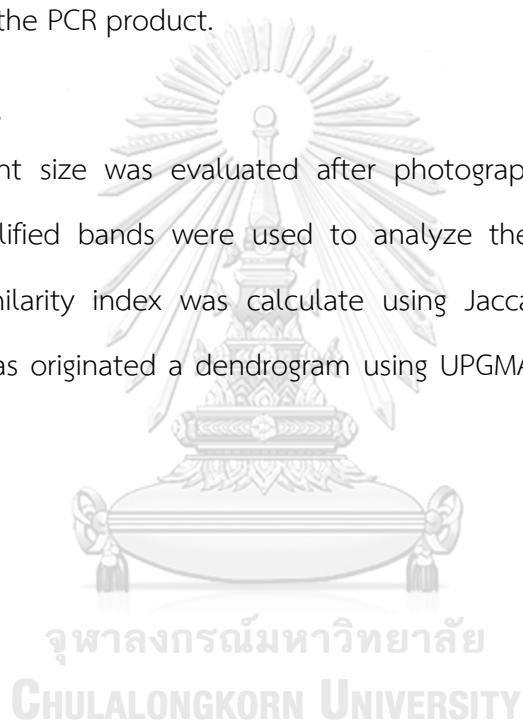 the PCR product.
nt size was evaluated after photograp
lified bands were used to analyze the
nilarity index was calculate using Jacca
as originated a dendrogram using UPGMA
จุฬาลงกรณ์มหาวิทยาลัย
CHULALONGKORN UNIVERSITY